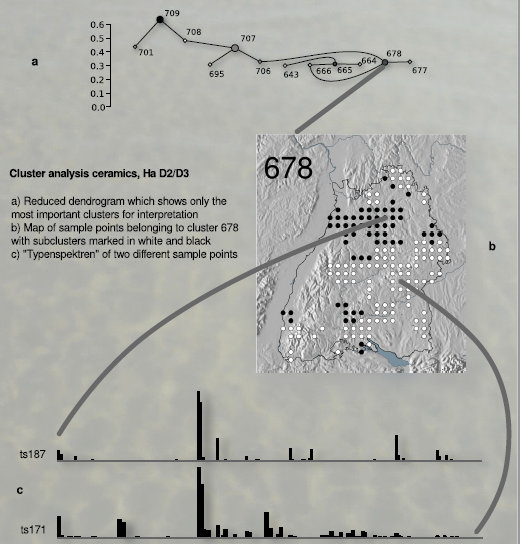 0.6
0.5
0.4
0.3
0.2
0.1
0.0
709
708
701
707
695
706
643
666
665
664
678
677
a
678
Cluster analysis ceramics, Ha D2/D3
a) Reduced dendrogram which shows only the
most important clusters for interpretation
b) Map of sample points belonging to cluster 678
with subclusters marked in white and black
c) "Typenspektren" of two different sample points
b
ts187
c
ts171